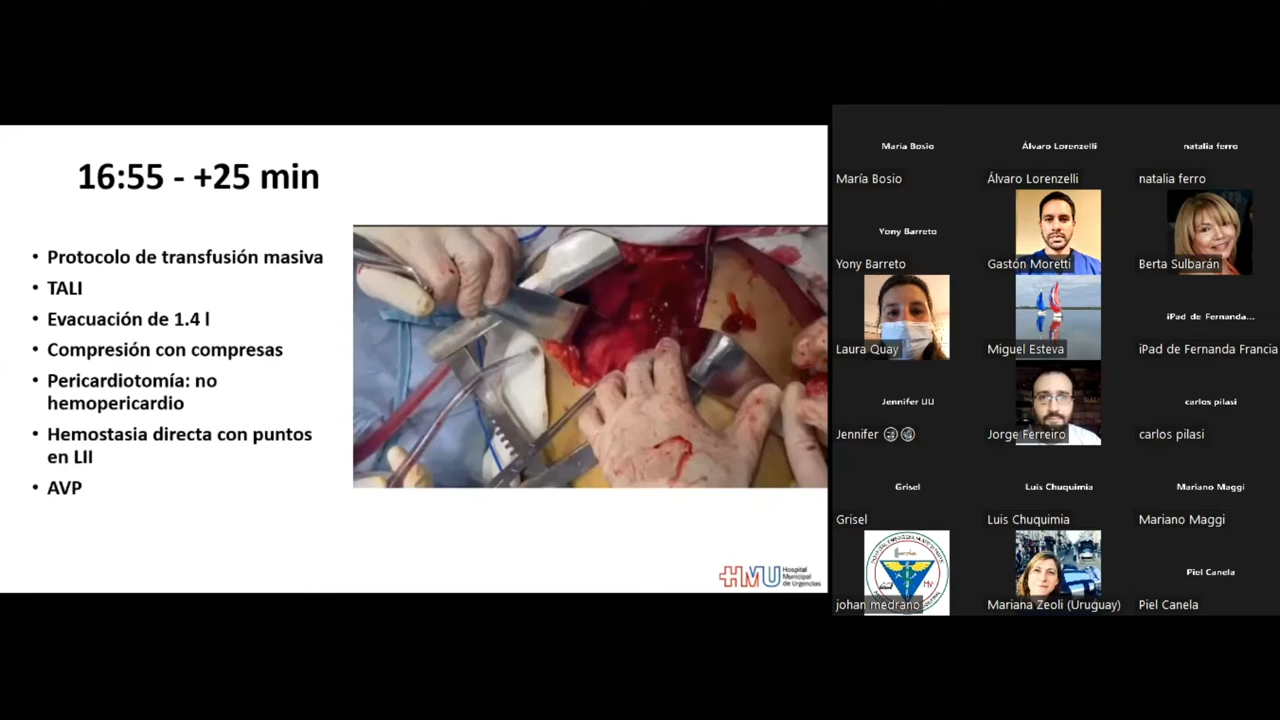 16:55 - +25 min
• Protocolo de transfusión masiva
• TALI
• Evacuación de 1.4 l
• Compresión con compresas
• Pericardiotomía: no
hemopericardio
• Hemostasia directa con puntos
en LII
• AVP
HMU Hospital
Municipal
de Urgencias
Maria Bosio
María Bosio
Álvaro Lorenzelli
Álvaro Lorenzelli
natalia ferro
natalia ferro
Yony Barreto
Yony Barreto
Gastón Moretti
Berta Sulbarán
Laura Quay
Miguel Esteva
iPad de Fernanda...
iPad de Fernanda Francia
Jennifer
Jennifer
Jorge Ferreiro
carlos pilasi
carlos pilasi
Grisel
Grisel
Luis Chuquimia
Luis Chuquimia
Mariano Maggi
Mariano Maggi
johan medrano
Mariana Zeoli (Uruguay)
Piel Canela
Piel Canela